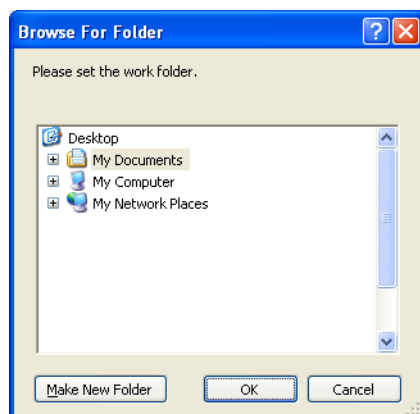 Browse For Folder
Please set the work folder.
Desktop
My Documents
My Computer
My Network Places
Make New Folder OK Cancel